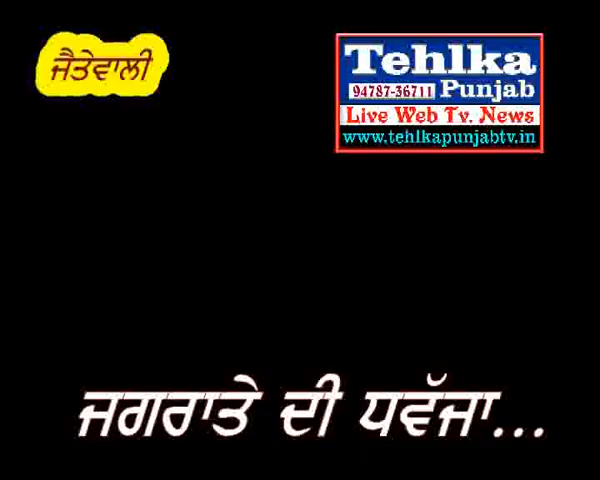 ਜੈਤੇਵਾਲੀ
Tehlka
94787-36711 Punjab
Live Web Tv. News
www.tehlkapunjabtv.in
ਜਗਰਾਤੇ ਦੀ ਧਵੱਜਾ...